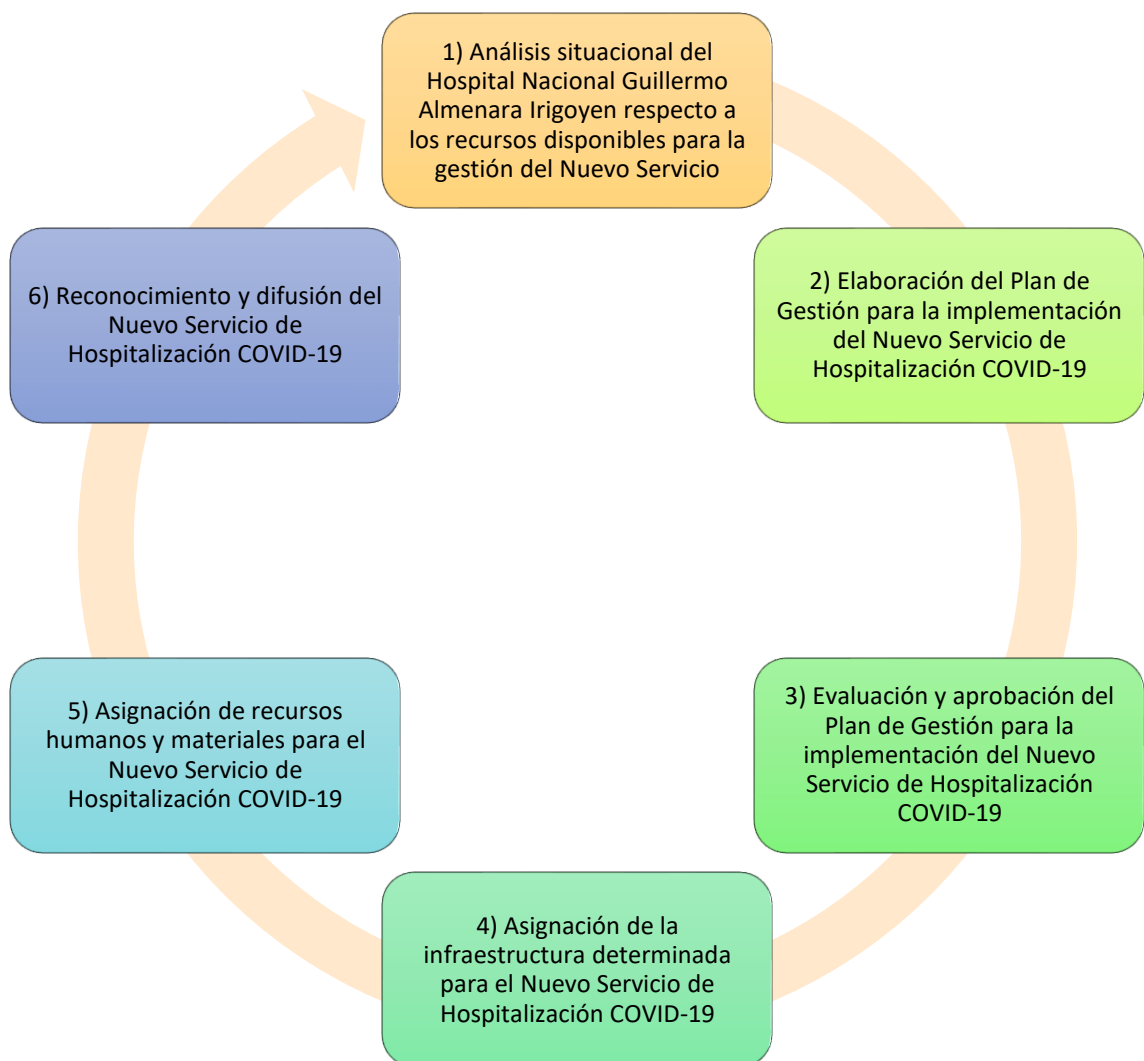 1) Análisis situacional del
Hospital Nacional Guillermo
Almenara Irigoyen respecto a
los recursos disponibles para la
gestión del Nuevo Servicio
2) Elaboración del Plan de
Gestión para la implementación
del Nuevo Servicio de
Hospitalización COVID-19
3) Evaluación y aprobación del
Plan de Gestión para la
implementación del Nuevo
Servicio de Hospitalización
COVID-19
4) Asignación de la
infraestructura determinada
para el Nuevo Servicio de
Hospitalización COVID-19
5) Asignación de recursos
humanos y materiales para el
Nuevo Servicio de
Hospitalización COVID-19
6) Reconocimiento y difusión del
Nuevo Servicio de
Hospitalización COVID-19